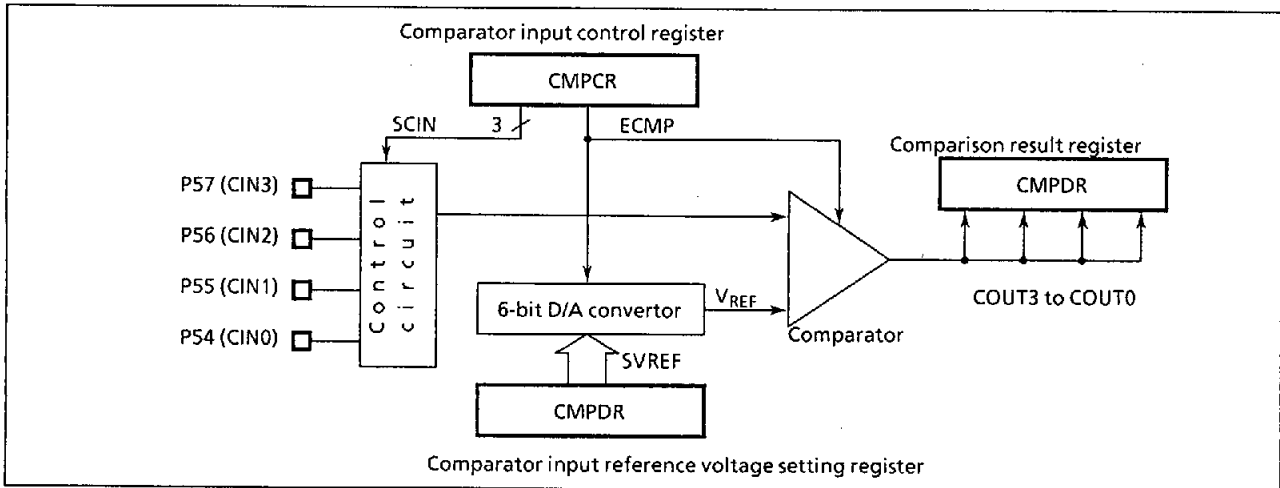 Comparator input control register
CMPCR
SCIN
3
ECMP
Comparison result register
CMPDR
P57 (CIN3)
P56 (CIN2)
P55 (CIN1)
P54 (CIN0)
Control
circuit
6-bit D/A convertor
VREF
Comparator
COUT3 to COUT0
SVREF
CMPDR
Comparator input reference voltage setting register